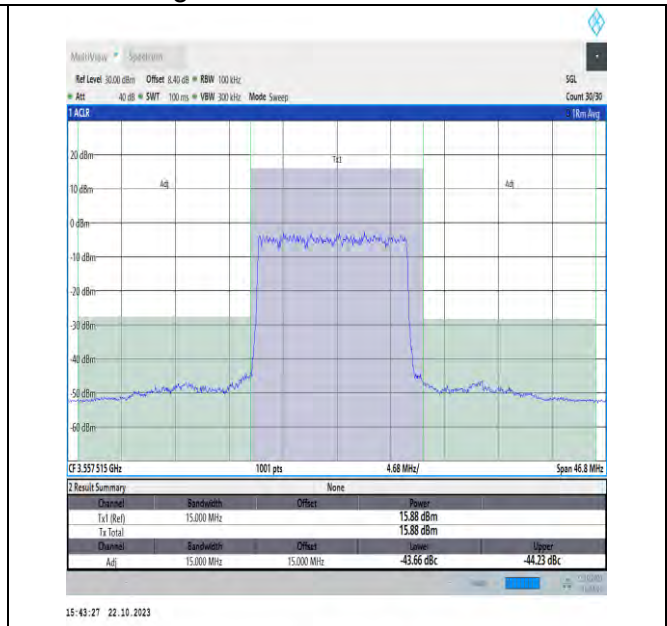 MultiView Spectrum
Ref Level 30.00 dBm Offset 8.40 dB RBW 100 kHz SGL
Att 40 dB SWT 100 ms VBW 300 kHz Mode Sweep Count 30/30
1 ACLR 1Rm Avg
20 dBm
Tx1
Adj Adj
10 dBm
0 dBm
-10 dBm
-20 dBm
-30 dBm
-40 dBm
-50 dBm
-60 dBm
CF 3.557515 GHz 1001 pts 4.68 MHz/ Span 46.8 MHz
2 Result Summary None
Channel Bandwidth Offset Power
Tx1 (Ref) 15.000 MHz 15.88 dBm
Tx Total 15.88 dBm
Channel Bandwidth Offset Lower Upper
Adj 15.000 MHz 15.000 MHz -43.66 dBc -44.23 dBc
15:43:27 22.10.2023